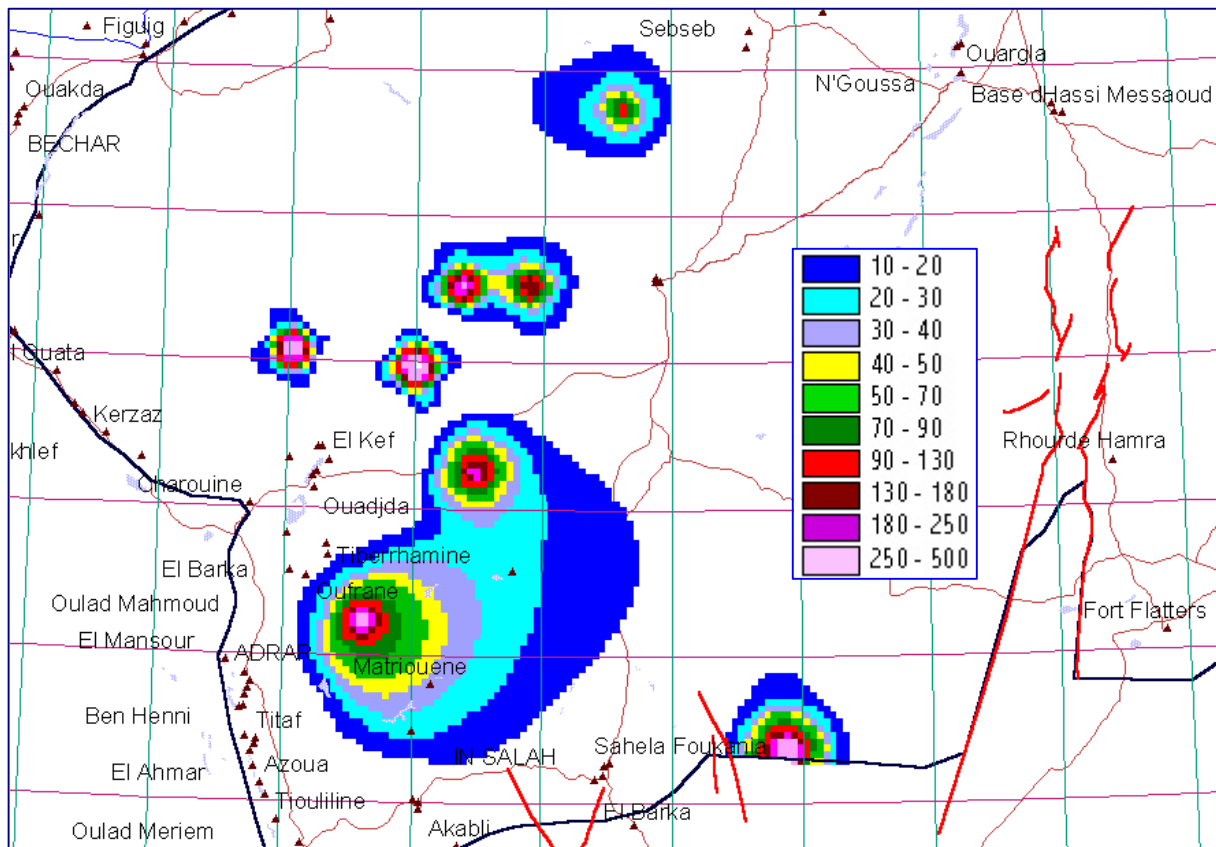 Figuig
Sebseb
Ouargla
Ouakda
N'Goussa
Base dHassi Messaoud
BECHAR
r
10 - 20
20 - 30
30 - 40
40 - 50
50 - 70
70 - 90
90 - 130
130 - 180
180 - 250
250 - 500
l Ouata
Kerzaz
El Kef
Rhourde Hamra
khlef
Charouine
Ouadjda
Tiberrhamine
El Barka
Oufrane
Oulad Mahmoud
Fort Flatters
El Mansour
ADRAR
Matriouene
Ben Henni
Titaf
Sahela Foukania
IN SALAH
El Ahmar
Azoua
Tiouliline
El Barka
Oulad Meriem
Akabli